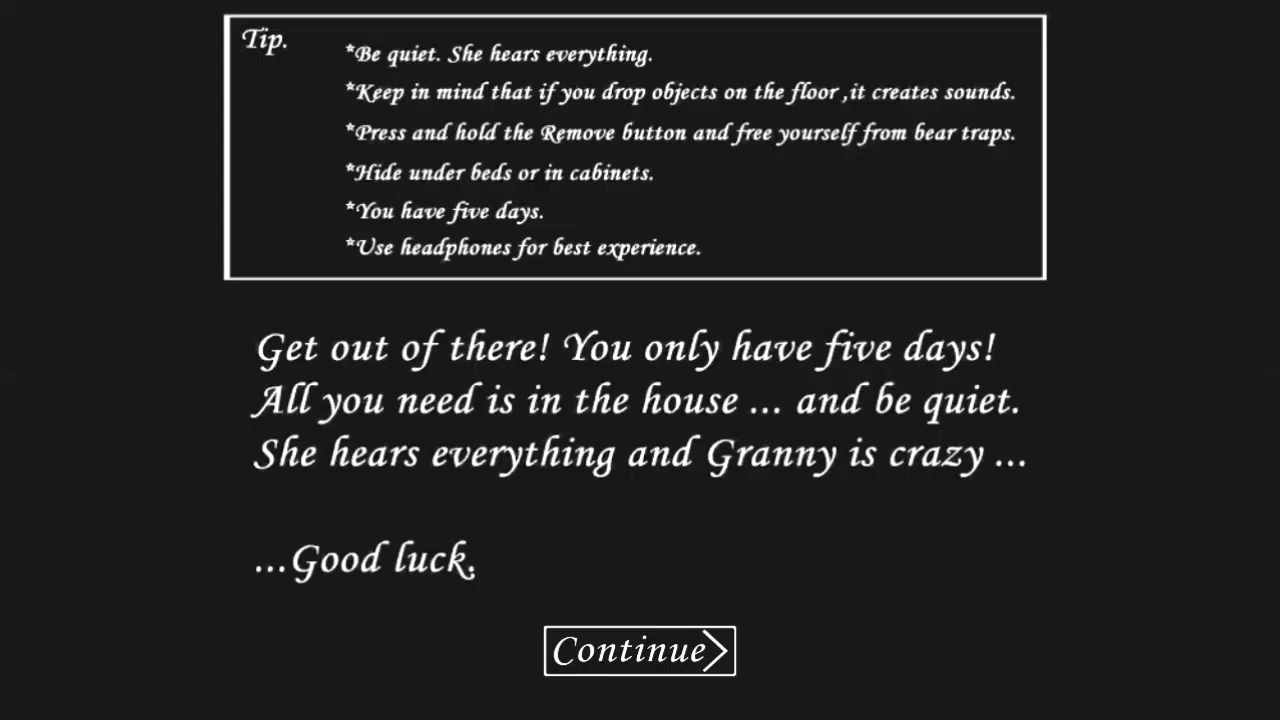 Tip.
*Be quiet. She hears everything.
*Keep in mind that if you drop objects on the floor ,it creates sounds.
*Press and hold the Remove button and free yourself from bear traps.
*Hide under beds or in cabinets.
*You have five days.
*Use headphones for best experience.
Get out of there! You only have five days!
All you need is in the house ... and be quiet.
She hears everything and Granny is crazy ...
...Good luck.
Continue>